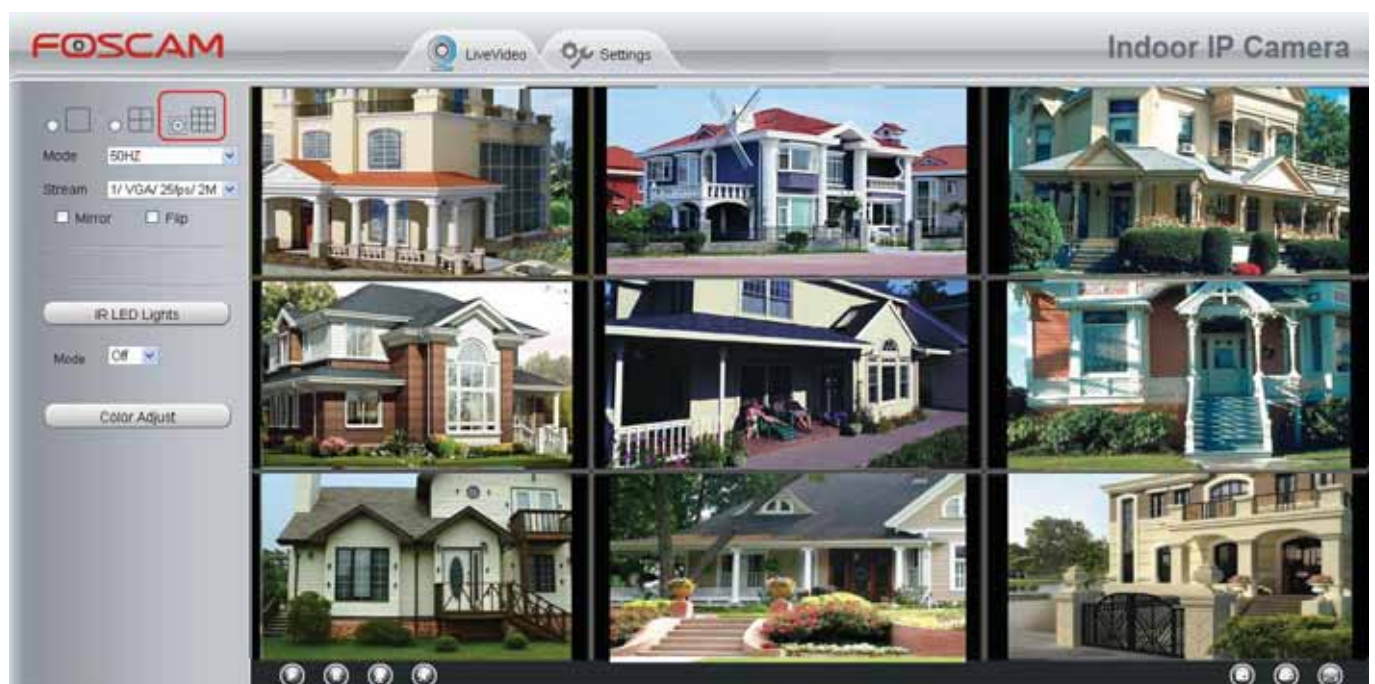 FOSCAM
LiveVideo
Settings
Indoor IP Camera
Mode 50HZ
Stream 1/ VGA/ 25fps/ 2M
Mirror Flip
IR LED Lights
Mode Off
Color Adjust